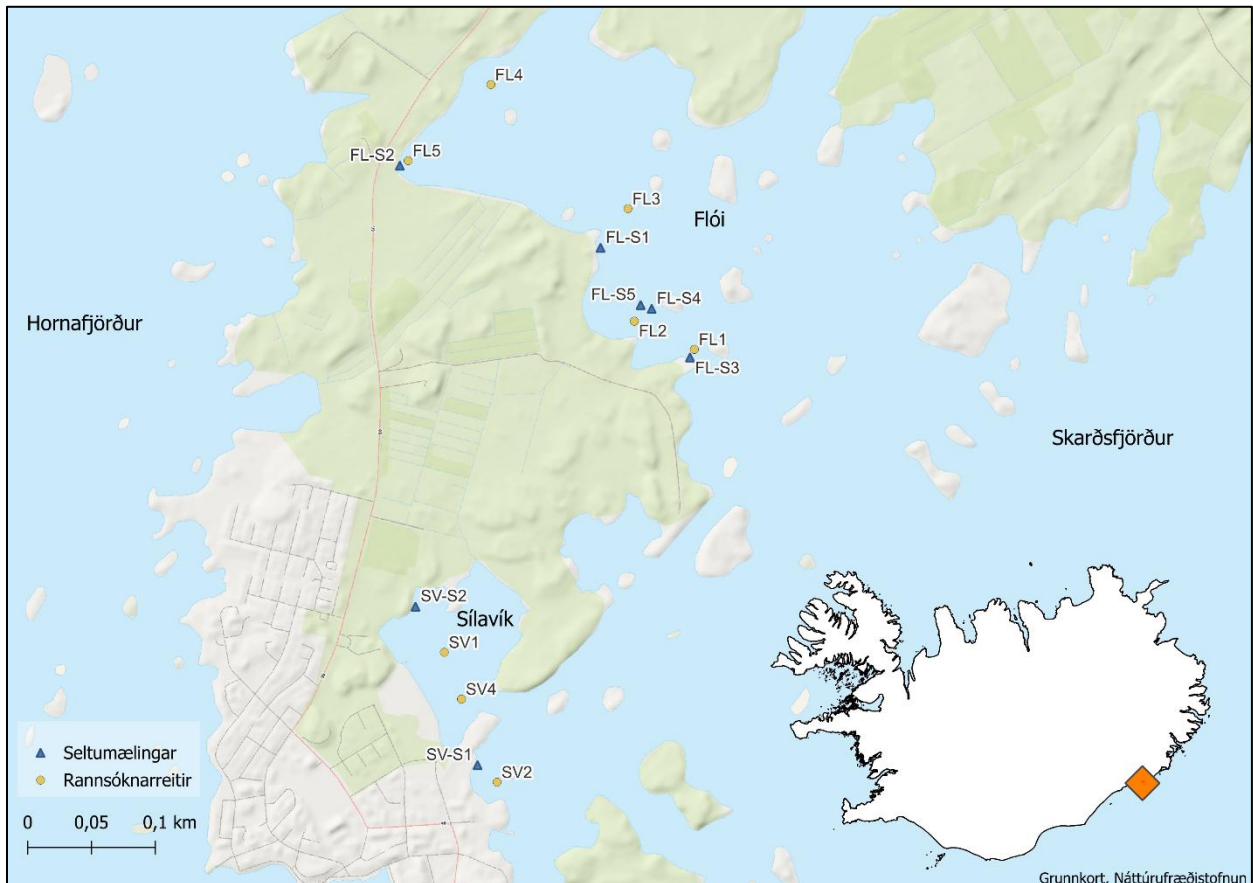 FL4
FL-S2
FL5
FL3
Flói
FL-S1
FL-S5
FL-S4
FL2
FL1
FL-S3
Hornafjörður
Skarðsfjörður
SV-S2
Sílavík
SV1
SV4
SV-S1
SV2
Seltumælingar
Rannsóknarreitir
0 0,05 0,1 km
Grunnkort, Náttúrufræðistofnun